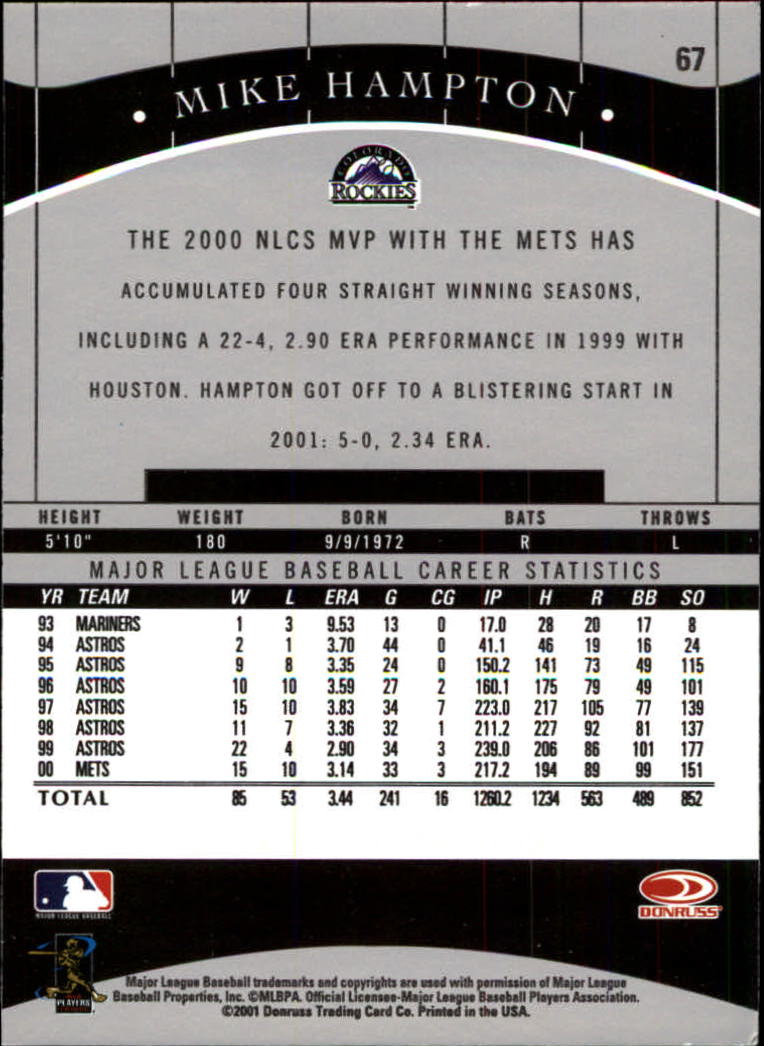 67
• MIKE HAMPTON •
COLORADO
ROCKIES
THE 2000 NLCS MVP WITH THE METS HAS
ACCUMULATED FOUR STRAIGHT WINNING SEASONS,
INCLUDING A 22-4, 2.90 ERA PERFORMANCE IN 1999 WITH
HOUSTON. HAMPTON GOT OFF TO A BLISTERING START IN
2001: 5-0, 2.34 ERA.
HEIGHT WEIGHT BORN BATS THROWS
5'10" 180 9/9/1972 R L
MAJOR LEAGUE BASEBALL CAREER STATISTICS
YR TEAM W L ERA G CG IP H R BB SO
93 MARINERS 1 3 9.53 13 0 17.0 28 20 17 8
94 ASTROS 2 1 3.70 44 0 41.1 46 19 16 24
95 ASTROS 9 8 3.35 24 0 150.2 141 73 49 115
96 ASTROS 10 10 3.59 27 2 160.1 175 79 49 101
97 ASTROS 15 10 3.83 34 7 223.0 217 105 77 139
98 ASTROS 11 7 3.36 32 1 211.2 227 92 81 137
99 ASTROS 22 4 2.90 34 3 239.0 206 86 101 177
00 METS 15 10 3.14 33 3 217.2 194 89 99 151
TOTAL 85 53 3.44 241 16 1260.2 1234 563 489 852
MAJOR LEAGUE BASEBALL
DONRUSS
PLAYERS
Major League Baseball trademarks and copyrights are used with permission of Major League
Baseball Properties, Inc. ©MLBPA. Official Licensee-Major League Baseball Players Association.
©2001 Donruss Trading Card Co. Printed in the USA.